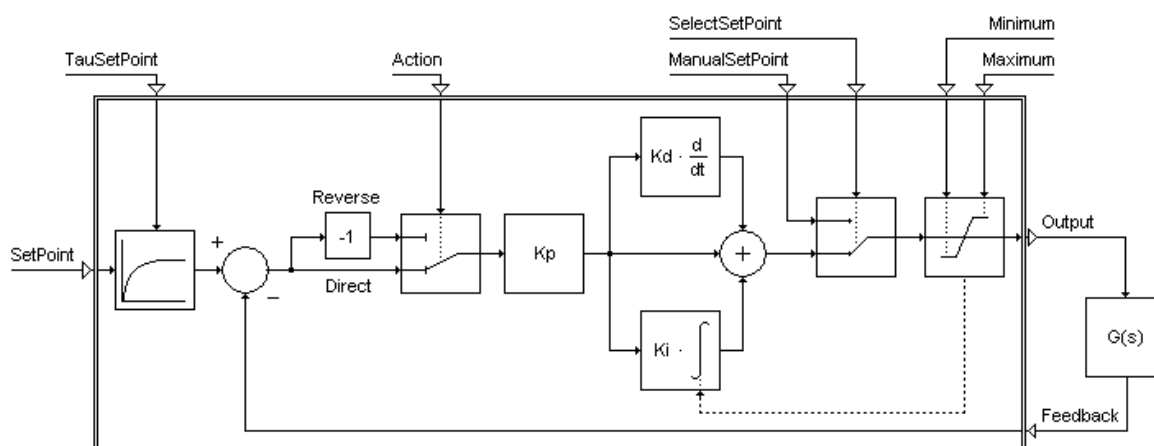 SelectSetPoint
Minimum
TauSetPoint
Action
ManualSetPoint
Maximum
Kd · d/dt
Reverse
-1
SetPoint
+
Kp
+
Output
−
Direct
Ki · ∫
G(s)
Feedback